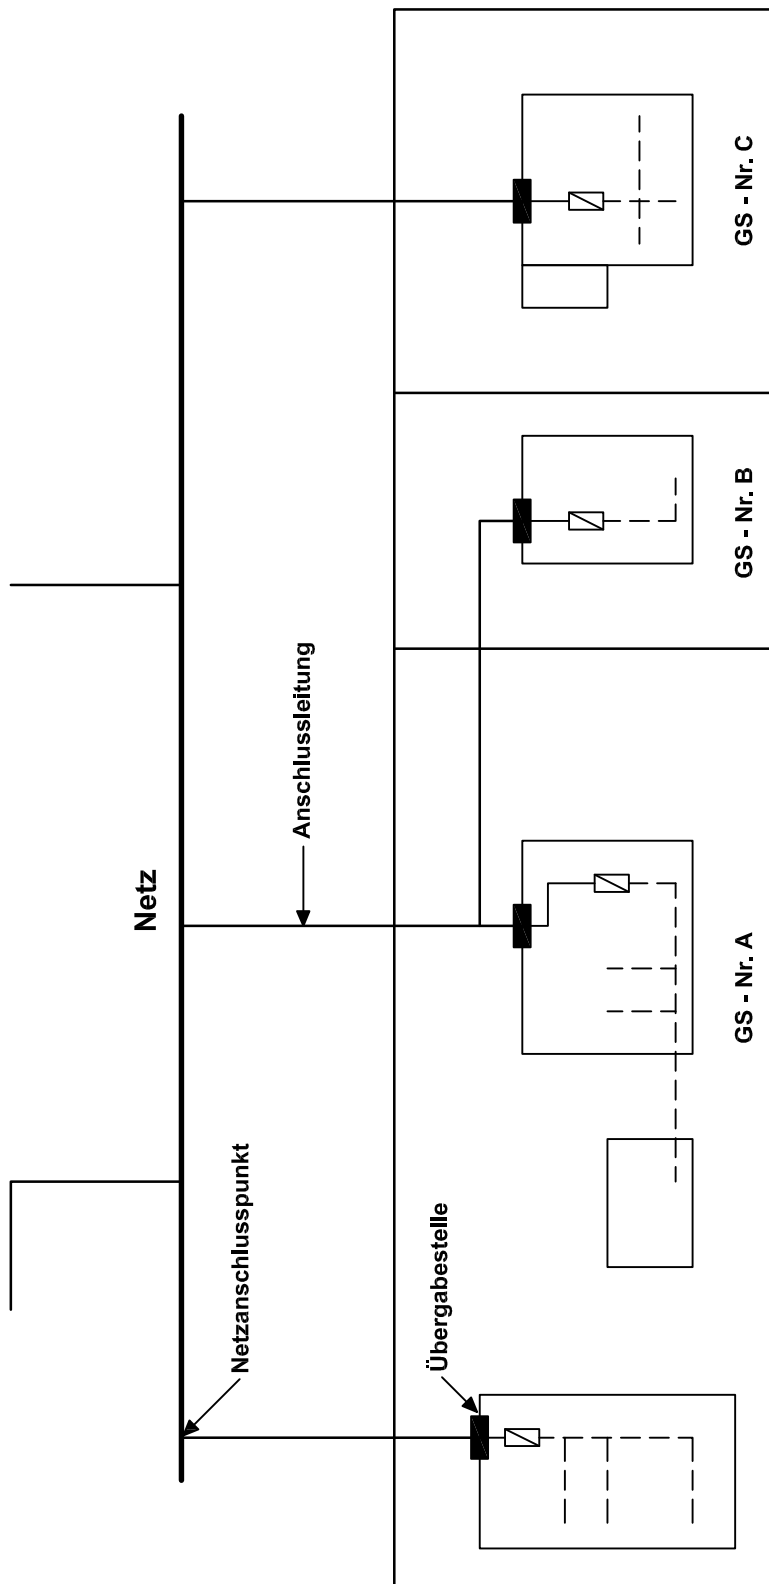 Netz
Netzanschlusspunkt
Anschlussleitung
Übergabestelle
GS - Nr. A
GS - Nr. B
GS - Nr. C